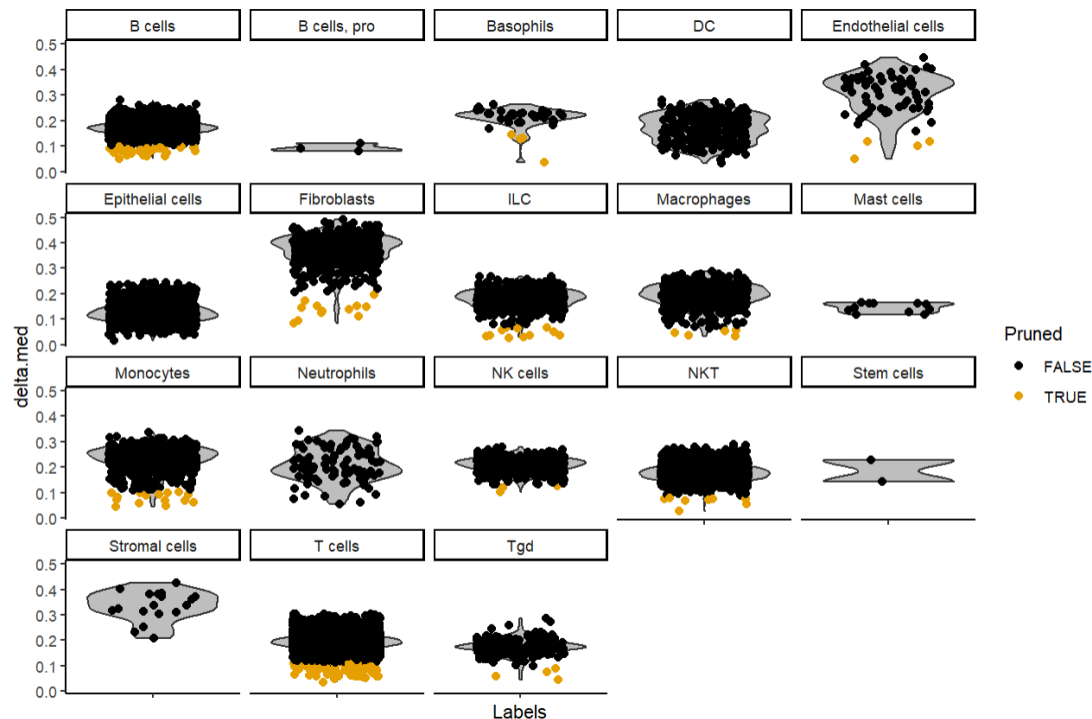 B cells B cells, pro Basophils DC Endothelial cells
0.5
0.4
0.3
0.2
0.1
0.0
Epithelial cells Fibroblasts ILC Macrophages Mast cells
0.5
0.4
0.3
0.2
0.1
0.0
Monocytes Neutrophils NK cells NKT Stem cells
0.5
0.4
0.3
0.2
0.1
0.0
Stromal cells T cells Tgd
0.5
0.4
0.3
0.2
0.1
0.0
delta.med
Labels
Pruned
FALSE
TRUE